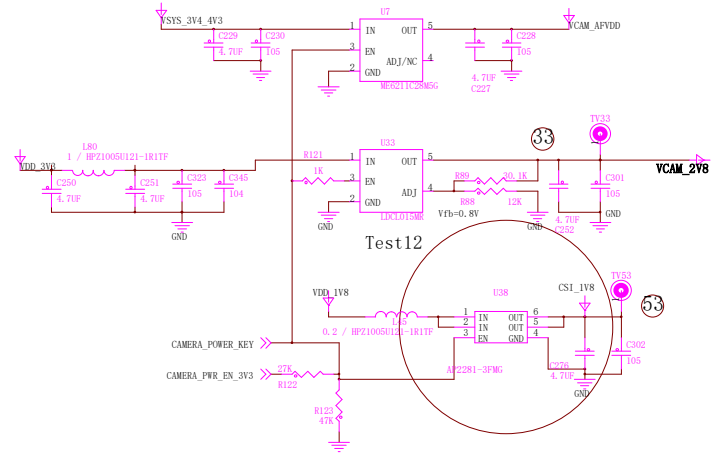 U7
VSYS_3V4_4V3
VCAM_AFVDD
C229
4.7UF
C230
105
1
IN
OUT
5
3
EN
ADJ/NC
4
2
GND
ME6211C28M5G
C228
105
4.7UF
C227
TV33
1
33
L80
1 / HPZ1005U121-1R1TF
VDD_3V3
C250
4.7UF
C251
4.7UF
C323
105
C345
104
GND
R121
1K
U33
1
IN
OUT
5
3
EN
ADJ
4
2
GND
LDCL015MR
GND
R89
30.1K
R88
12K
Vfb=0.8V
GND
VCAM_2V8
C301
105
4.7UF
C252
GND
Test12
TV53
1
53
VDD_1V8
L45
0.2 / HPZ1005U121-1R1TF
U38
1
IN
OUT
6
2
IN
OUT
5
3
EN
GND
4
AP2281-3FMG
CSI_1V8
C276
4.7UF
GND
C302
105
CAMERA_POWER_KEY
CAMERA_PWR_EN_3V3
27K
R122
R123
47K